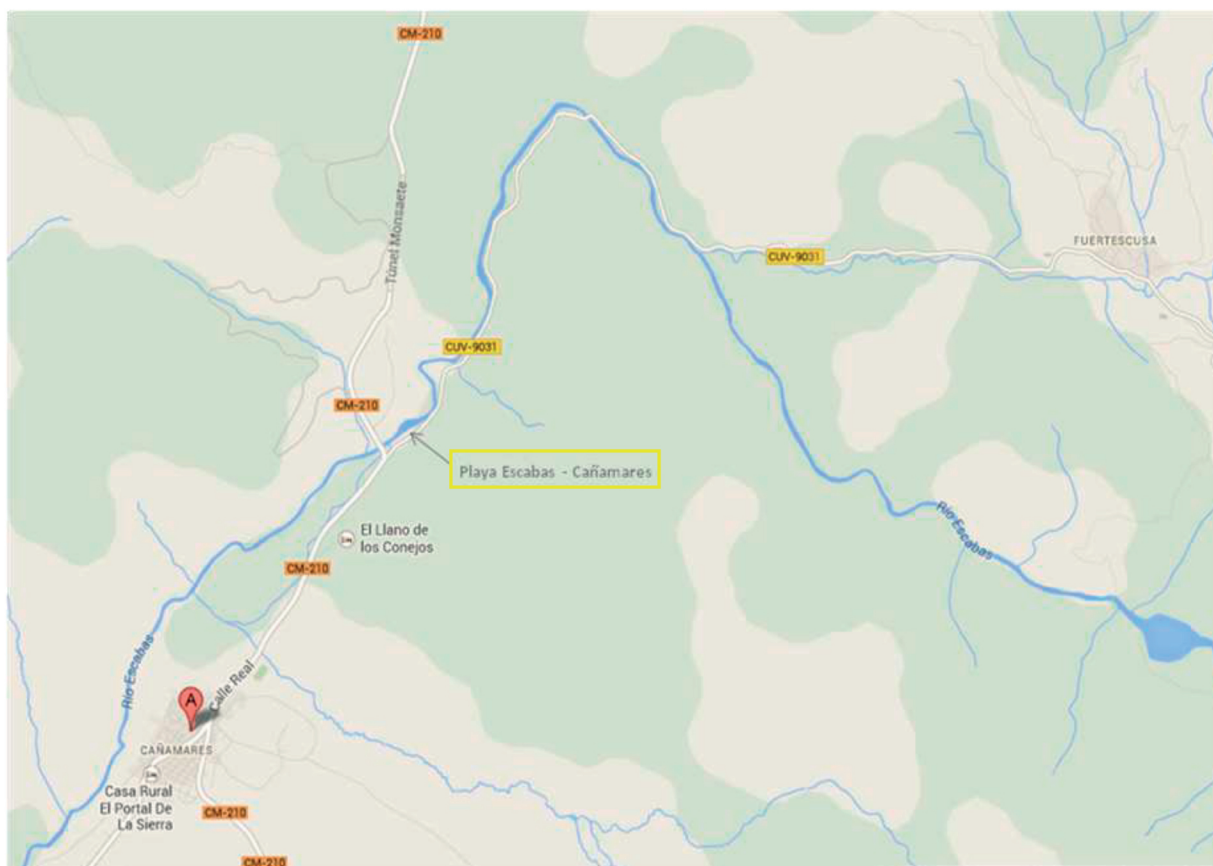 CM-210
Túnel Monsaete
FUERTESCUSA
CUV-9031
CUV-9031
CM-210
Playa Escabas - Cañamares
El Llano de
los Conejos
Río Escabas
CM-210
Río Escabas
Calle Real
A
CAÑAMARES
Casa Rural
El Portal De
La Sierra
CM-210
CM-210